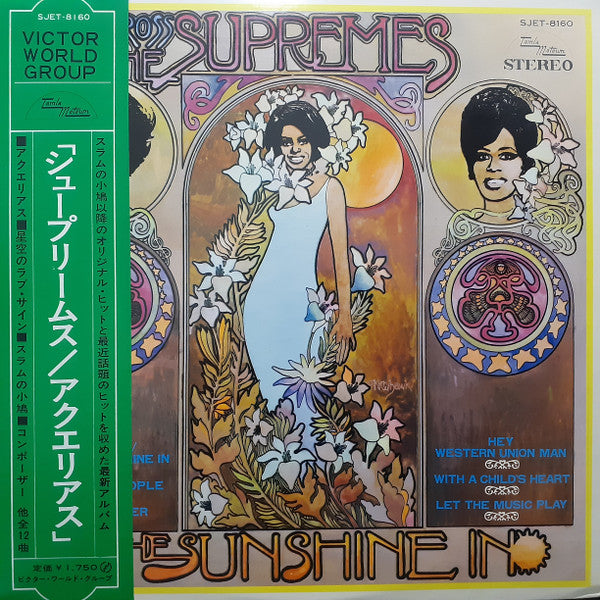 SJET-8160
VICTOR
WORLD
GROUP
Tamla
Motown
スラムの小鳩以降のオリジナル・ヒットと最近話題のヒットを収めた最新アルバム
「シュープリームス/アクエリアス」
■アクエリアス■星空のラブ・サイン■スラムの小鳩■コンポーザー 他全12曲
定価¥1,750
ビクター・ワールド・グループ
ROSS
THE SUPREMES
SJET-8160
Tamla
Motown
STEREO
INE IN
OPLE
ER
HEY
WESTERN UNION MAN
WITH A CHILD'S HEART
LET THE MUSIC PLAY
THE SUNSHINE IN